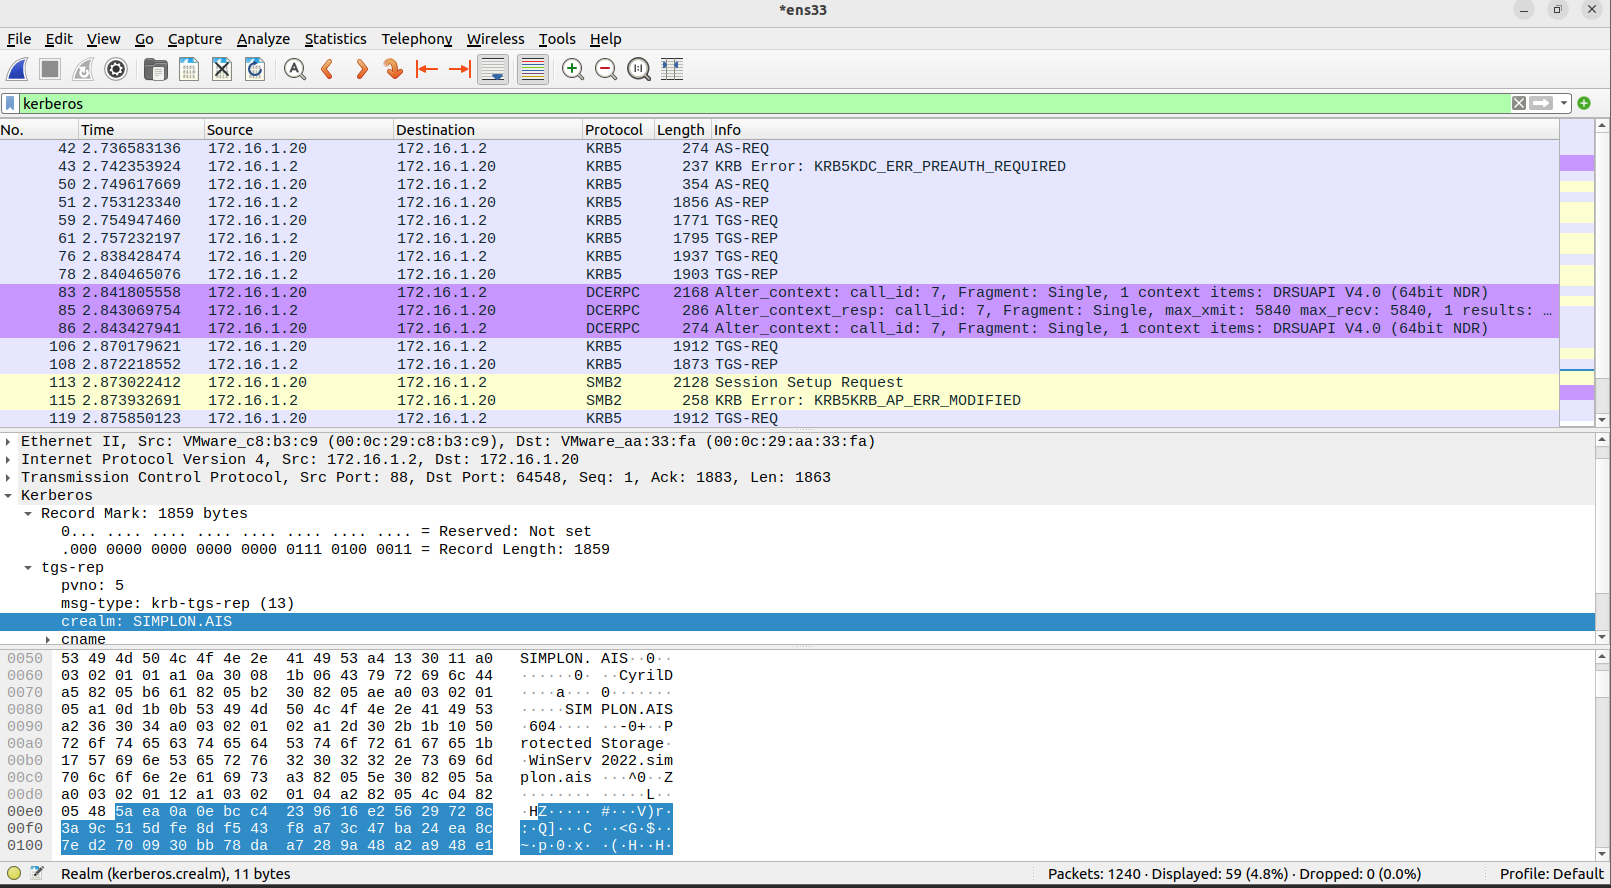 *ens33
File Edit View Go Capture Analyze Statistics Telephony Wireless Tools Help
kerberos
No. Time Source Destination Protocol Length Info
42 2.736583136 172.16.1.20 172.16.1.2 KRB5 274 AS-REQ
43 2.742353924 172.16.1.2 172.16.1.20 KRB5 237 KRB Error: KRB5KDC_ERR_PREAUTH_REQUIRED
50 2.749617669 172.16.1.20 172.16.1.2 KRB5 354 AS-REQ
51 2.753123340 172.16.1.2 172.16.1.20 KRB5 1856 AS-REP
59 2.754947460 172.16.1.20 172.16.1.2 KRB5 1771 TGS-REQ
61 2.757232197 172.16.1.2 172.16.1.20 KRB5 1795 TGS-REP
76 2.838428474 172.16.1.20 172.16.1.2 KRB5 1937 TGS-REQ
78 2.840465076 172.16.1.2 172.16.1.20 KRB5 1903 TGS-REP
83 2.841805558 172.16.1.20 172.16.1.2 DCERPC 2168 Alter_context: call_id: 7, Fragment: Single, 1 context items: DRSUAPI V4.0 (64bit NDR)
85 2.843069754 172.16.1.2 172.16.1.20 DCERPC 286 Alter_context_resp: call_id: 7, Fragment: Single, max_xmit: 5840 max_recv: 5840, 1 results: …
86 2.843427941 172.16.1.20 172.16.1.2 DCERPC 274 Alter_context: call_id: 7, Fragment: Single, 1 context items: DRSUAPI V4.0 (64bit NDR)
106 2.870179621 172.16.1.20 172.16.1.2 KRB5 1912 TGS-REQ
108 2.872218552 172.16.1.2 172.16.1.20 KRB5 1873 TGS-REP
113 2.873022412 172.16.1.20 172.16.1.2 SMB2 2128 Session Setup Request
115 2.873932691 172.16.1.2 172.16.1.20 SMB2 258 KRB Error: KRB5KRB_AP_ERR_MODIFIED
119 2.875850123 172.16.1.20 172.16.1.2 KRB5 1912 TGS-REQ
Ethernet II, Src: VMware_c8:b3:c9 (00:0c:29:c8:b3:c9), Dst: VMware_aa:33:fa (00:0c:29:aa:33:fa)
Internet Protocol Version 4, Src: 172.16.1.2, Dst: 172.16.1.20
Transmission Control Protocol, Src Port: 88, Dst Port: 64548, Seq: 1, Ack: 1883, Len: 1863
Kerberos
Record Mark: 1859 bytes
0... .... .... .... .... .... .... .... = Reserved: Not set
.000 0000 0000 0000 0000 0111 0100 0011 = Record Length: 1859
tgs-rep
pvno: 5
msg-type: krb-tgs-rep (13)
crealm: SIMPLON.AIS
cname
0050 53 49 4d 50 4c 4f 4e 2e 41 49 53 a4 13 30 11 a0 SIMPLON. AIS··0··
0060 03 02 01 01 a1 0a 30 08 1b 06 43 79 72 69 6c 44 ······0· ··CyrilD
0070 a5 82 05 b6 61 82 05 b2 30 82 05 ae a0 03 02 01 ····a··· 0·······
0080 05 a1 0d 1b 0b 53 49 4d 50 4c 4f 4e 2e 41 49 53 ·····SIM PLON.AIS
0090 a2 36 30 34 a0 03 02 01 02 a1 2d 30 2b 1b 10 50 ·604···· ··-0+··P
00a0 72 6f 74 65 63 74 65 64 53 74 6f 72 61 67 65 1b rotected Storage·
00b0 17 57 69 6e 53 65 72 76 32 30 32 32 2e 73 69 6d ·WinServ 2022.sim
00c0 70 6c 6f 6e 2e 61 69 73 a3 82 05 5e 30 82 05 5a plon.ais ···^0··Z
00d0 a0 03 02 01 12 a1 03 02 01 04 a2 82 05 4c 04 82 ········ ·····L··
00e0 05 48 5a ea 0a 0e bc c4 23 96 16 e2 56 29 72 8c ·HZ····· #···V)r·
00f0 3a 9c 51 5d fe 8d f5 43 f8 a7 3c 47 ba 24 ea 8c :·Q]···C ··<G·$··
0100 7e d2 70 09 30 bb 78 da a7 28 9a 48 a2 a9 48 e1 ~·p·0·x· ·(·H··H·
Realm (kerberos.crealm), 11 bytes Packets: 1240 · Displayed: 59 (4.8%) · Dropped: 0 (0.0%) Profile: Default